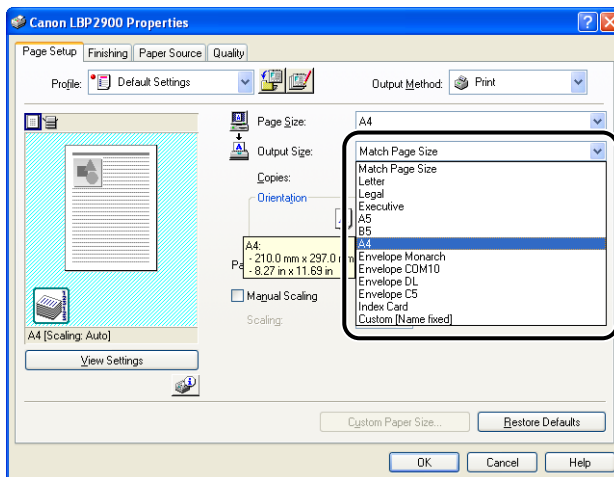 Canon LBP2900 Properties
Page Setup Finishing Paper Source Quality
Profile: Default Settings Output Method: Print
Page Size: A4
Output Size: Match Page Size
Match Page Size
Letter
Legal
Executive
A5
B5
A4
Envelope Monarch
Envelope COM10
Envelope DL
Envelope C5
Index Card
Custom [Name fixed]
Copies:
Orientation
A4:
- 210.0 mm x 297.0 mm
- 8.27 in x 11.69 in
Pa
Manual Scaling
Scaling:
A4 [Scaling: Auto]
View Settings
Custom Paper Size... Restore Defaults
OK Cancel Help